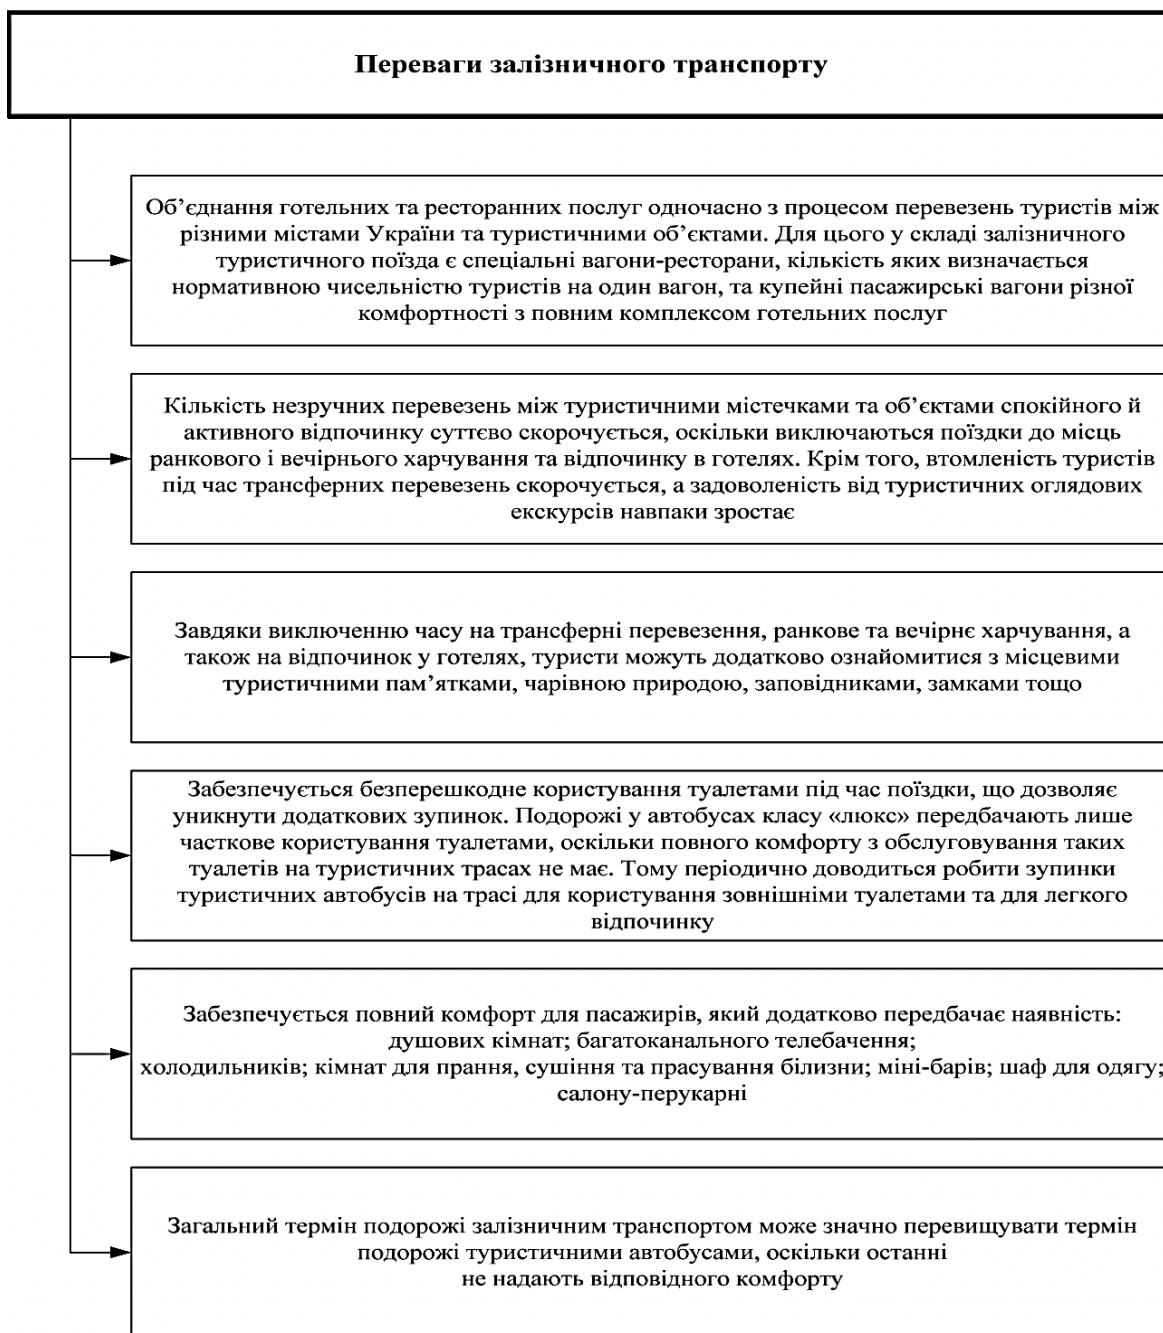 Переваги залізничного транспорту
Об’єднання готельних та ресторанних послуг одночасно з процесом перевезень туристів між
різними містами України та туристичними об’єктами. Для цього у складі залізничного
туристичного поїзда є спеціальні вагони-ресторани, кількість яких визначається
нормативною чисельністю туристів на один вагон, та купейні пасажирські вагони різної
комфортності з повним комплексом готельних послуг
Кількість незручних перевезень між туристичними містечками та об’єктами спокійного й
активного відпочинку суттєво скорочується, оскільки виключаються поїздки до місць
ранкового і вечірнього харчування та відпочинку в готелях. Крім того, втомленість туристів
під час трансферних перевезень скорочується, а задоволеність від туристичних оглядових
екскурсів навпаки зростає
Завдяки виключенню часу на трансферні перевезення, ранкове та вечірнє харчування, а
також на відпочинок у готелях, туристи можуть додатково ознайомитися з місцевими
туристичними пам’ятками, чарівною природою, заповідниками, замками тощо
Забезпечується безперешкодне користування туалетами під час поїздки, що дозволяє
уникнути додаткових зупинок. Подорожі у автобусах класу «люкс» передбачають лише
часткове користування туалетами, оскільки повного комфорту з обслуговування таких
туалетів на туристичних трасах не має. Тому періодично доводиться робити зупинки
туристичних автобусів на трасі для користування зовнішніми туалетами та для легкого
відпочинку
Забезпечується повний комфорт для пасажирів, який додатково передбачає наявність:
душових кімнат; багатоканального телебачення;
холодильників; кімнат для прання, сушіння та прасування білизни; міні-барів; шаф для одягу;
салону-перукарні
Загальний термін подорожі залізничним транспортом може значно перевищувати термін
подорожі туристичними автобусами, оскільки останні
не надають відповідного комфорту